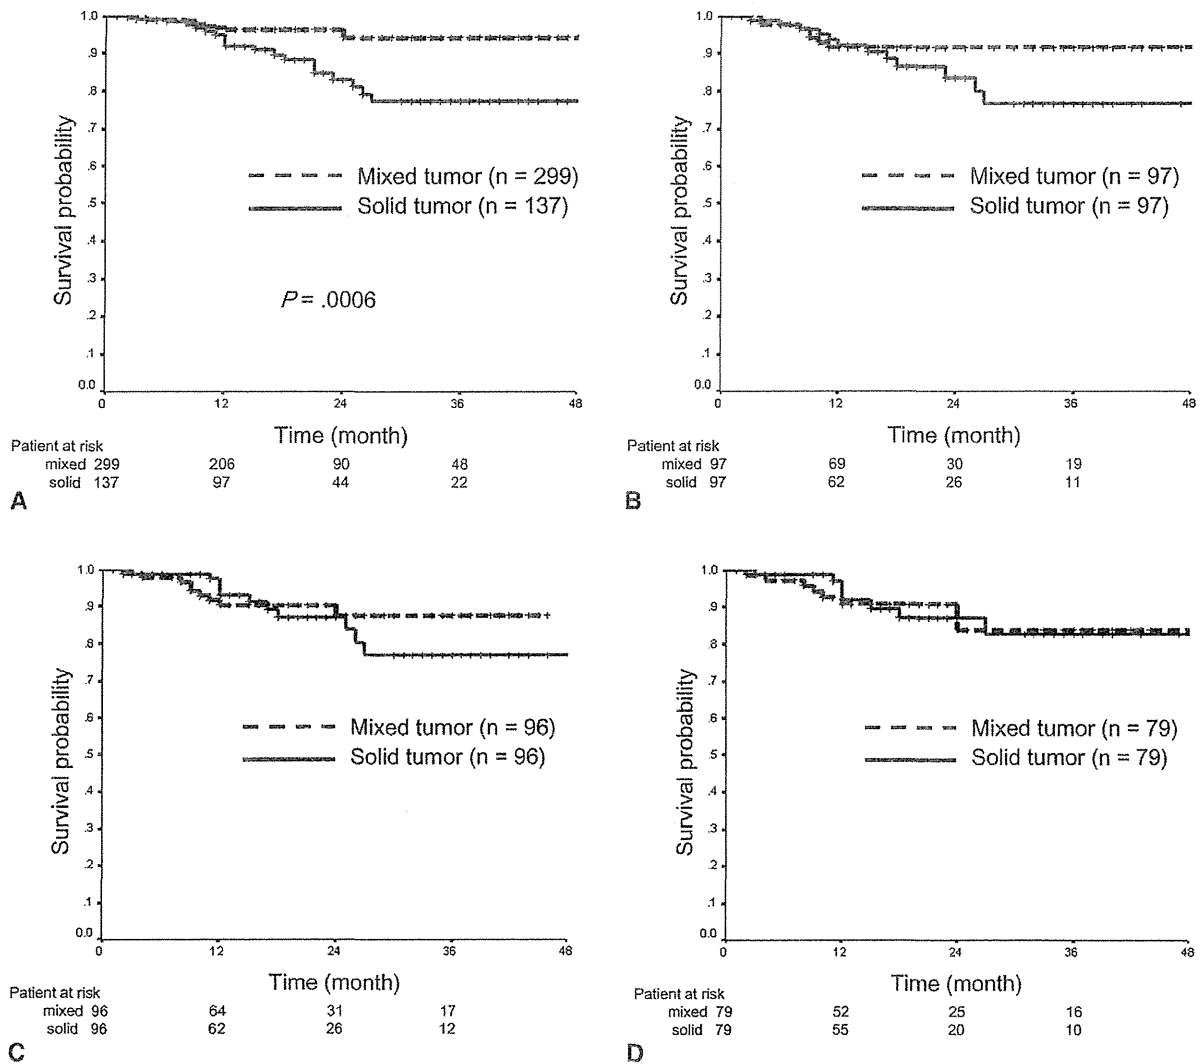 1.0
.9
.8
.7
.6
.5
.4
.3
.2
.1
0.0
Survival probability
Mixed tumor (n = 299)
Solid tumor (n = 137)
P = .0006
0 12 24 36 48
Time (month)
Patient at risk
mixed 299 206 90 48
solid 137 97 44 22
A
1.0
.9
.8
.7
.6
.5
.4
.3
.2
.1
0.0
Survival probability
Mixed tumor (n = 97)
Solid tumor (n = 97)
0 12 24 36 48
Time (month)
Patient at risk
mixed 97 69 30 19
solid 97 62 26 11
B
1.0
.9
.8
.7
.6
.5
.4
.3
.2
.1
0.0
Survival probability
Mixed tumor (n = 96)
Solid tumor (n = 96)
0 12 24 36 48
Time (month)
Patient at risk
mixed 96 64 31 17
solid 96 62 26 12
C
1.0
.9
.8
.7
.6
.5
.4
.3
.2
.1
0.0
Survival probability
Mixed tumor (n = 79)
Solid tumor (n = 79)
0 12 24 36 48
Time (month)
Patient at risk
mixed 79 52 25 16
solid 79 55 20 10
D